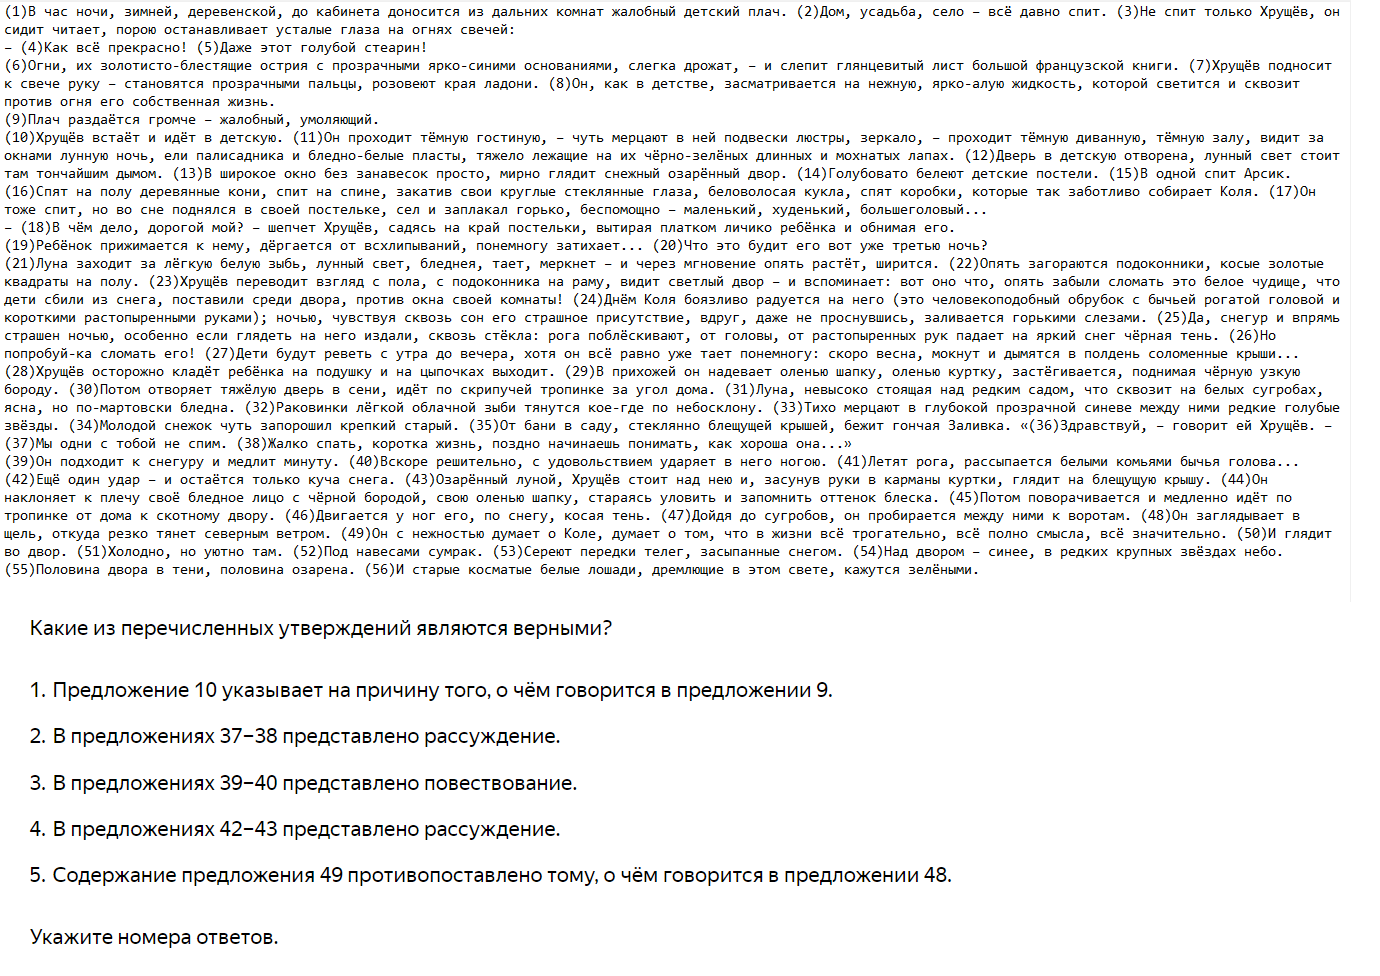 (1)В час ночи, зимней, деревенской, до кабинета доносится из дальних комнат жалобный детский плач. (2)Дом, усадьба, село – всё давно спит. (3)Не спит только Хрущёв, он
сидит читает, порою останавливает усталые глаза на огнях свечей:
– (4)Как всё прекрасно! (5)Даже этот голубой стеарин!
(6)Огни, их золотисто-блестящие острия с прозрачными ярко-синими основаниями, слегка дрожат, – и слепит глянцевитый лист большой французской книги. (7)Хрущёв подносит
к свече руку – становятся прозрачными пальцы, розовеют края ладони. (8)Он, как в детстве, засматривается на нежную, ярко-алую жидкость, которой светится и сквозит
против огня его собственная жизнь.
(9)Плач раздаётся громче – жалобный, умоляющий.
(10)Хрущёв встаёт и идёт в детскую. (11)Он проходит тёмную гостиную, – чуть мерцают в ней подвески люстры, зеркало, – проходит тёмную диванную, тёмную залу, видит за
окнами лунную ночь, ели палисадника и бледно-белые пласты, тяжело лежащие на их чёрно-зелёных длинных и мохнатых лапах. (12)Дверь в детскую отворена, лунный свет стоит
там тончайшим дымом. (13)В широкое окно без занавесок просто, мирно глядит снежный озарённый двор. (14)Голубовато белеют детские постели. (15)В одной спит Арсик.
(16)Спят на полу деревянные кони, спит на спине, закатив свои круглые стеклянные глаза, беловолосая кукла, спят коробки, которые так заботливо собирает Коля. (17)Он
тоже спит, но во сне поднялся в своей постельке, сел и заплакал горько, беспомощно – маленький, худенький, большеголовый...
– (18)В чём дело, дорогой мой? – шепчет Хрущёв, садясь на край постельки, вытирая платком личико ребёнка и обнимая его.
(19)Ребёнок прижимается к нему, дёргается от всхлипываний, понемногу затихает... (20)Что это будит его вот уже третью ночь?
(21)Луна заходит за лёгкую белую зыбь, лунный свет, бледнея, тает, меркнет – и через мгновение опять растёт, ширится. (22)Опять загораются подоконники, косые золотые
квадраты на полу. (23)Хрущёв переводит взгляд с пола, с подоконника на раму, видит светлый двор – и вспоминает: вот оно что, опять забыли сломать это белое чудище, что
дети сбили из снега, поставили среди двора, против окна своей комнаты! (24)Днём Коля боязливо радуется на него (это человекоподобный обрубок с бычьей рогатой головой и
короткими растопыренными руками); ночью, чувствуя сквозь сон его страшное присутствие, вдруг, даже не проснувшись, заливается горькими слезами. (25)Да, снегур и впрямь
страшен ночью, особенно если глядеть на него издали, сквозь стёкла: рога поблёскивают, от головы, от растопыренных рук падает на яркий снег чёрная тень. (26)Но
попробуй-ка сломать его! (27)Дети будут реветь с утра до вечера, хотя он всё равно уже тает понемногу: скоро весна, мокнут и дымятся в полдень соломенные крыши...
(28)Хрущёв осторожно кладёт ребёнка на подушку и на цыпочках выходит. (29)В прихожей он надевает оленью шапку, оленью куртку, застёгивается, поднимая чёрную узкую
бороду. (30)Потом отворяет тяжёлую дверь в сени, идёт по скрипучей тропинке за угол дома. (31)Луна, невысоко стоящая над редким садом, что сквозит на белых сугробах,
ясна, но по-мартовски бледна. (32)Раковинки лёгкой облачной зыби тянутся кое-где по небосклону. (33)Тихо мерцают в глубокой прозрачной синеве между ними редкие голубые
звёзды. (34)Молодой снежок чуть запорошил крепкий старый. (35)От бани в саду, стеклянно блещущей крышей, бежит гончая Заливка. «(36)Здравствуй, – говорит ей Хрущёв. –
(37)Мы одни с тобой не спим. (38)Жалко спать, коротка жизнь, поздно начинаешь понимать, как хороша она...»
(39)Он подходит к снегуру и медлит минуту. (40)Вскоре решительно, с удовольствием ударяет в него ногою. (41)Летят рога, рассыпается белыми комьями бычья голова...
(42)Ещё один удар – и остаётся только куча снега. (43)Озарённый луной, Хрущёв стоит над нею и, засунув руки в карманы куртки, глядит на блещущую крышу. (44)Он
наклоняет к плечу своё бледное лицо с чёрной бородой, свою оленью шапку, стараясь уловить и запомнить оттенок блеска. (45)Потом поворачивается и медленно идёт по
тропинке от дома к скотному двору. (46)Двигается у ног его, по снегу, косая тень. (47)Дойдя до сугробов, он пробирается между ними к воротам. (48)Он заглядывает в
щель, откуда резко тянет северным ветром. (49)Он с нежностью думает о Коле, думает о том, что в жизни всё трогательно, всё полно смысла, всё значительно. (50)И глядит
во двор. (51)Холодно, но уютно там. (52)Под навесами сумрак. (53)Сереют передки телег, засыпанные снегом. (54)Над двором – синее, в редких крупных звёздах небо.
(55)Половина двора в тени, половина озарена. (56)И старые косматые белые лошади, дремлющие в этом свете, кажутся зелёными.
Какие из перечисленных утверждений являются верными?
1. Предложение 10 указывает на причину того, о чём говорится в предложении 9.
2. В предложениях 37–38 представлено рассуждение.
3. В предложениях 39–40 представлено повествование.
4. В предложениях 42–43 представлено рассуждение.
5. Содержание предложения 49 противопоставлено тому, о чём говорится в предложении 48.
Укажите номера ответов.